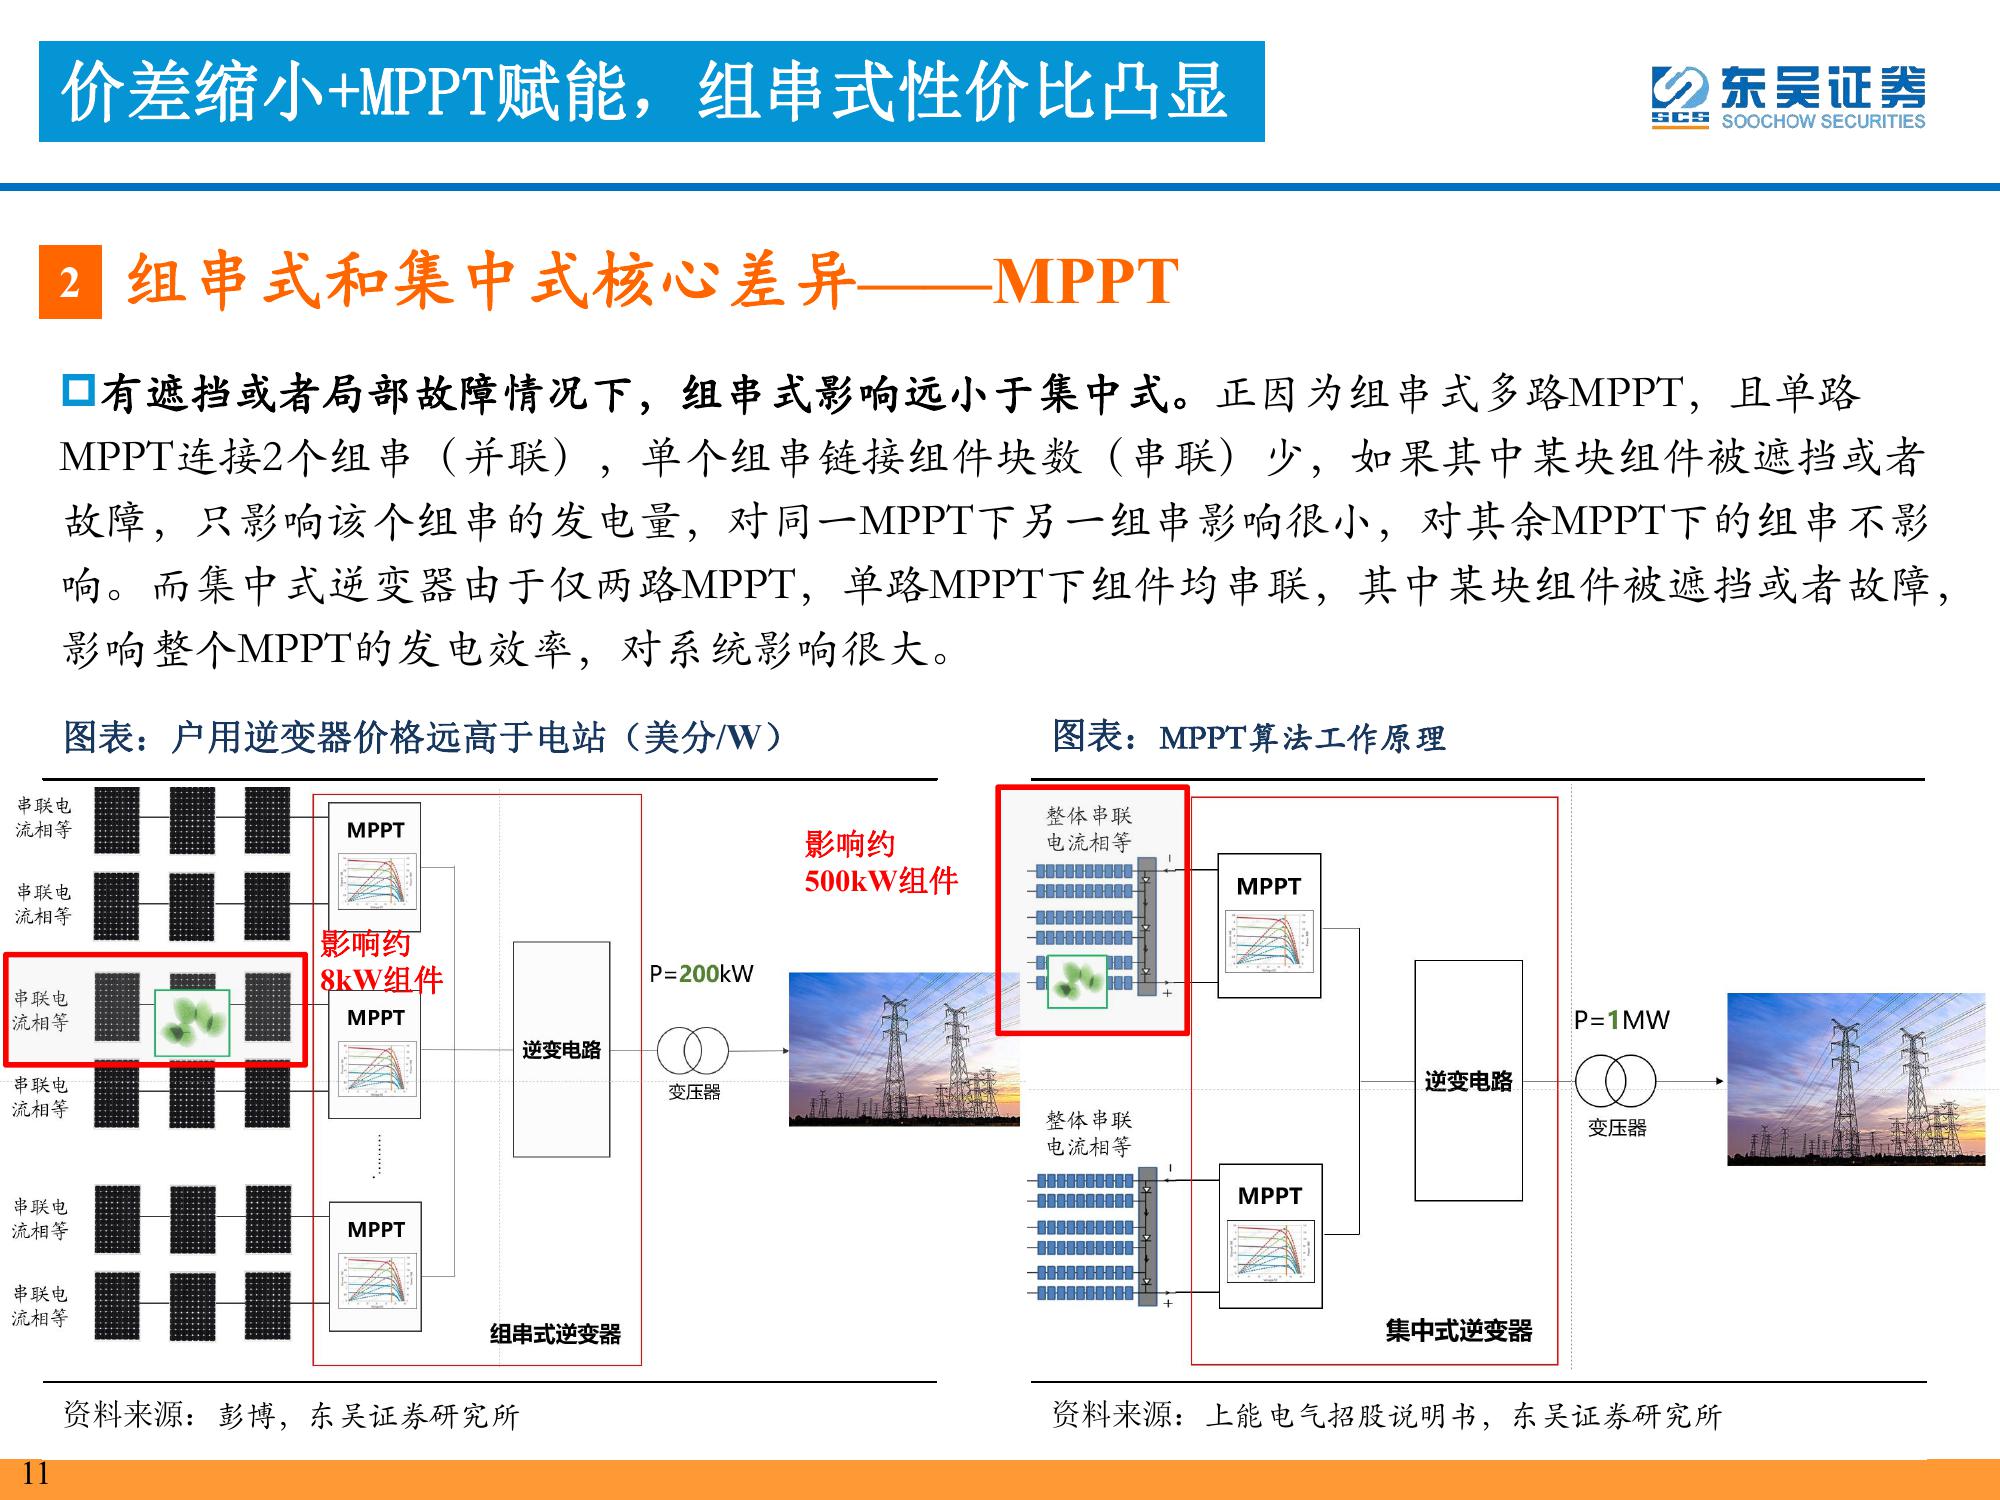 价差缩小+MPPT赋能，组串式性价比凸显
东吴证券
SCS
SOOCHOW SECURITIES
2
组串式和集中式核心差异——MPPT
有遮挡或者局部故障情况下，组串式影响远小于集中式。正因为组串式多路MPPT，且单路
MPPT连接2个组串（并联），单个组串链接组件块数（串联）少，如果其中某块组件被遮挡或者
故障，只影响该个组串的发电量，对同一MPPT下另一组串影响很小，对其余MPPT下的组串不影
响。而集中式逆变器由于仅两路MPPT，单路MPPT下组件均串联，其中某块组件被遮挡或者故障，
影响整个MPPT的发电效率，对系统影响很大。
图表：户用逆变器价格远高于电站（美分/W）
串联电
流相等
串联电
流相等
串联电
流相等
串联电
流相等
串联电
流相等
串联电
流相等
MPPT
影响约
8kW组件
MPPT
MPPT
逆变电路
组串式逆变器
P=200kW
变压器
资料来源：彭博，东吴证券研究所
图表：MPPT算法工作原理
影响约
500kW组件
整体串联
电流相等
-
+
整体串联
电流相等
-
+
MPPT
MPPT
逆变电路
集中式逆变器
P=1MW
变压器
资料来源：上能电气招股说明书，东吴证券研究所
11